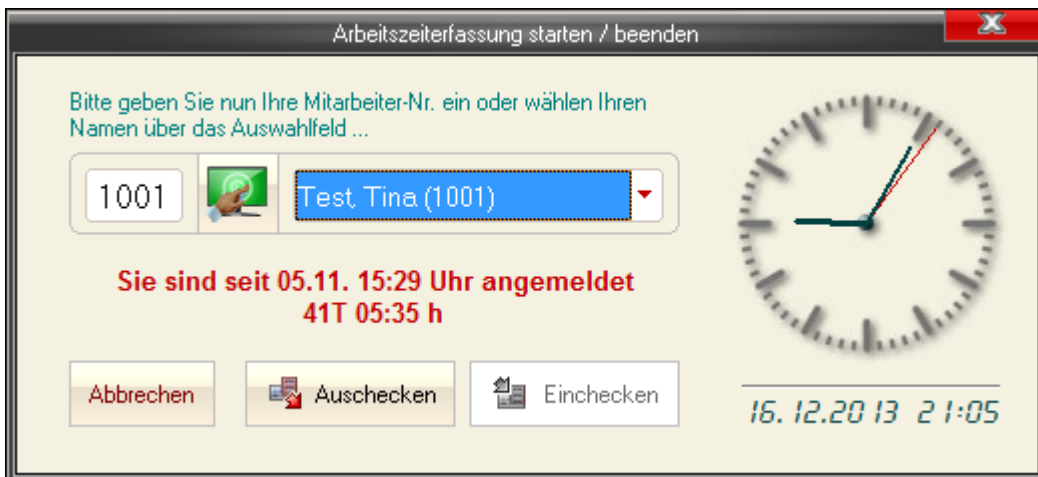 Arbeitszeiterfassung starten / beenden
Bitte geben Sie nun Ihre Mitarbeiter-Nr. ein oder wählen Ihren
Namen über das Auswahlfeld ...
1001
Test, Tina (1001)
Sie sind seit 05.11. 15:29 Uhr angemeldet
41T 05:35 h
Abbrechen
Auschecken
Einchecken
16.12.2013 21:05